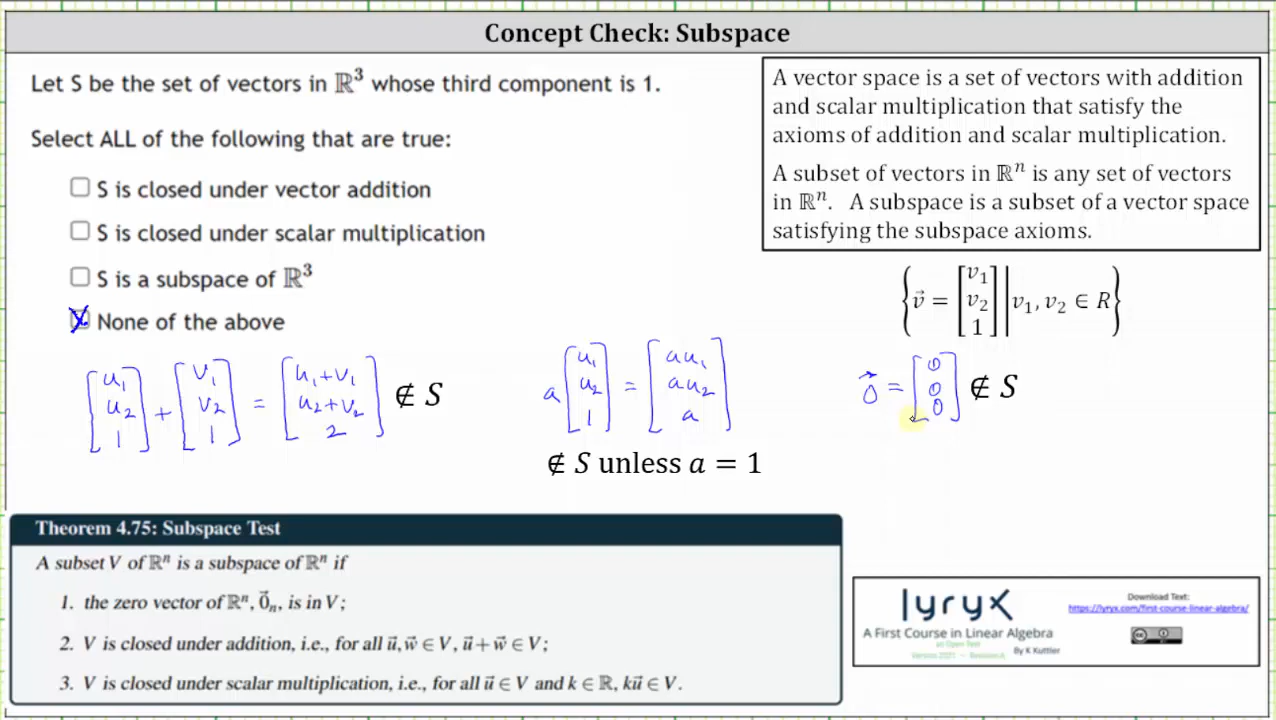 Concept Check: Subspace
Let S be the set of vectors in ℝ³ whose third component is 1.
Select ALL of the following that are true:
S is closed under vector addition
S is closed under scalar multiplication
S is a subspace of ℝ³
X None of the above
A vector space is a set of vectors with addition
and scalar multiplication that satisfy the
axioms of addition and scalar multiplication.
A subset of vectors in ℝⁿ is any set of vectors
in ℝⁿ. A subspace is a subset of a vector space
satisfying the subspace axioms.
{v⃗ = [v₁ v₂ 1] | v₁, v₂ ∈ R}
[u₁ u₂ 1] + [v₁ v₂ 1] = [u₁+v₁ u₂+v₂ 2] ∉ S
a [u₁ u₂ 1] = [au₁ au₂ a]
∉ S unless a = 1
0⃗ = [0 0 0] ∉ S
Theorem 4.75: Subspace Test
A subset V of ℝⁿ is a subspace of ℝⁿ if
1. the zero vector of ℝⁿ, 0⃗ₙ, is in V;
2. V is closed under addition, i.e., for all u⃗, w⃗ ∈ V, u⃗ + w⃗ ∈ V;
3. V is closed under scalar multiplication, i.e., for all u⃗ ∈ V and k ∈ ℝ, ku⃗ ∈ V.
lyryx
A First Course in Linear Algebra
an Open Text
By K Kuttler
Version 2021 — Revision A
Download Text:
https://lyryx.com/first-course-linear-algebra/
cc
BY